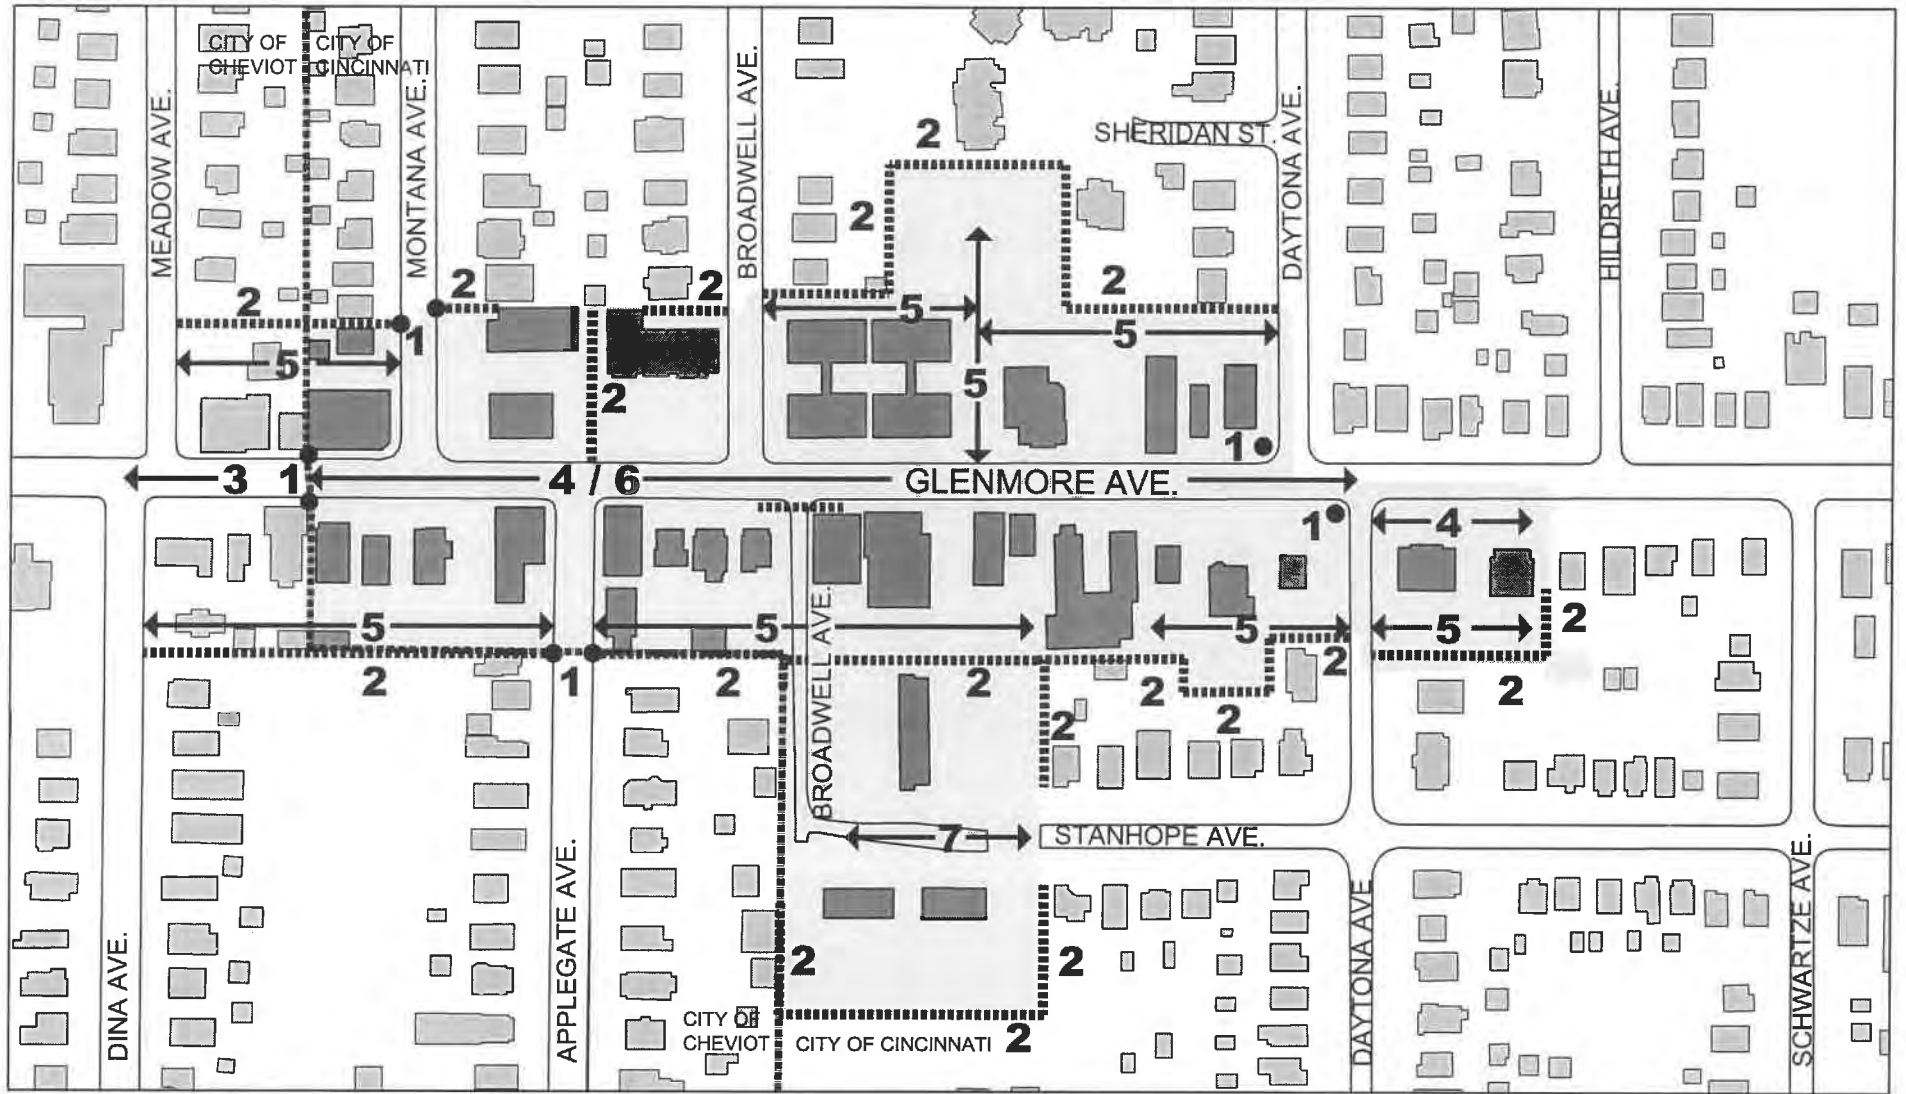 CITY OF
CHEVIOT
CITY OF
CINCINNATI
MEADOW AVE.
MONTANA AVE.
BROADWELL AVE.
SHERIDAN ST.
DAYTONA AVE.
HILDRETH AVE.
2
2
2
2
2
2
2
1
5
5
5
5
2
1
3
1
4 / 6
GLENMORE AVE.
1
4
5
5
5
5
2
2
1
2
2
2
2
2
2
2
BROADWELL AVE.
7
STANHOPE AVE.
2
2
DINA AVE.
APPLEGATE AVE.
CITY OF
CHEVIOT
CITY OF CINCINNATI
2
DAYTONA AVE
SCHWARTZE AVE.